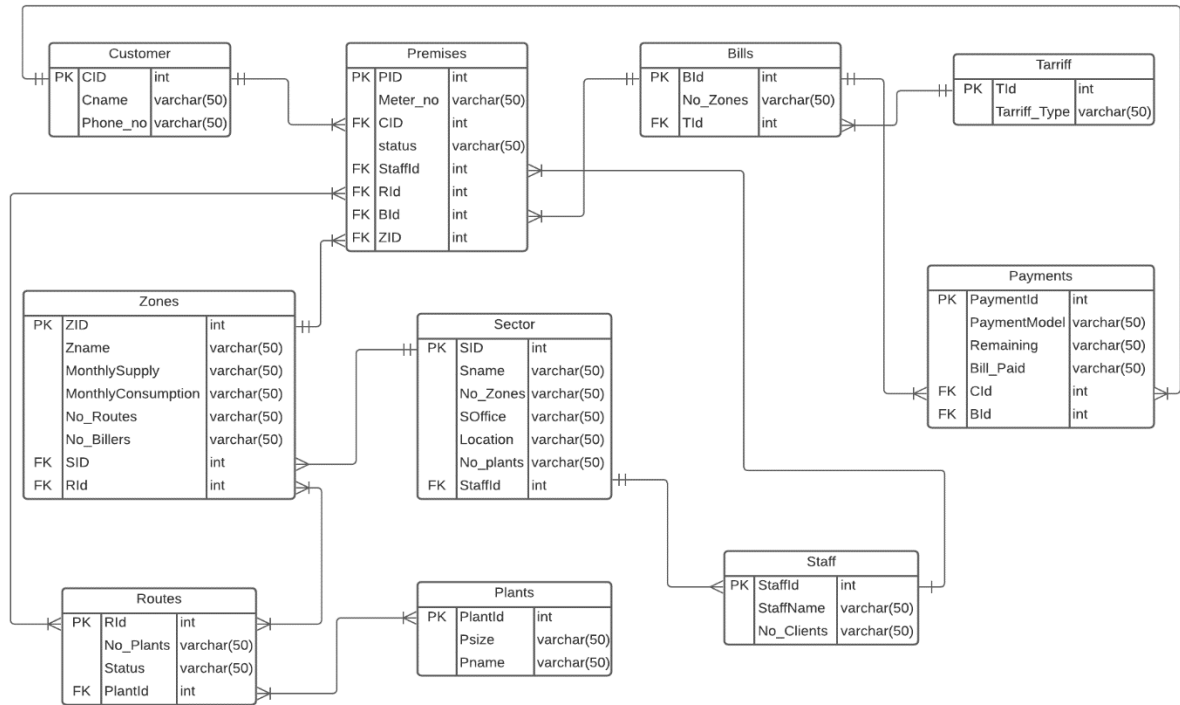 Customer
PK CID int
Cname varchar(50)
Phone_no varchar(50)
Premises
PK PID int
Meter_no varchar(50)
FK CID int
status varchar(50)
FK StaffId int
FK RId int
FK BId int
FK ZID int
Bills
PK BId int
No_Zones varchar(50)
FK TId int
Tarriff
PK TId int
Tarriff_Type varchar(50)
Zones
PK ZID int
Zname varchar(50)
MonthlySupply varchar(50)
MonthlyConsumption varchar(50)
No_Routes varchar(50)
No_Billers varchar(50)
FK SID int
FK RId int
Sector
PK SID int
Sname varchar(50)
No_Zones varchar(50)
SOffice varchar(50)
Location varchar(50)
No_plants varchar(50)
FK StaffId int
Payments
PK PaymentId int
PaymentModel varchar(50)
Remaining varchar(50)
Bill_Paid varchar(50)
FK CId int
FK BId int
Routes
PK RId int
No_Plants varchar(50)
Status varchar(50)
FK PlantId int
Plants
PK PlantId int
Psize varchar(50)
Pname varchar(50)
Staff
PK StaffId int
StaffName varchar(50)
No_Clients varchar(50)